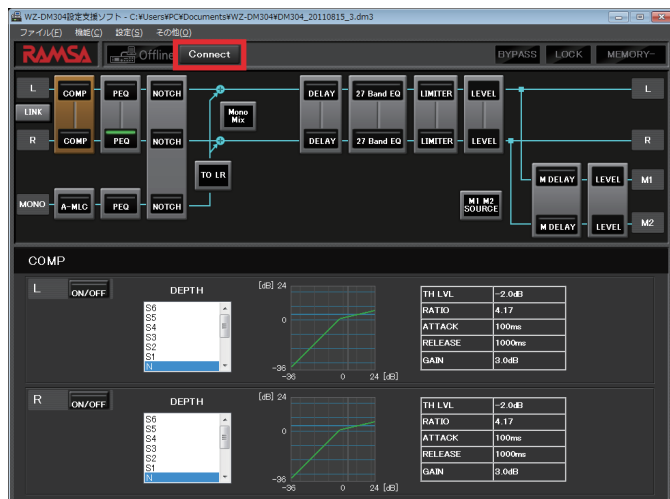 WZ-DM304設定支援ソフト - C:¥Users¥PC¥Documents¥WZ-DM304¥DM304_20110815_3.dm3
ファイル(F) 機能(C) 設定(S) その他(O)
RAMSA Offline Connect BYPASS LOCK MEMORY-
L COMP PEQ NOTCH DELAY 27 Band EQ LIMITER LEVEL L
LINK
Mono
Mix
R COMP PEQ NOTCH DELAY 27 Band EQ LIMITER LEVEL R
TO LR
M DELAY LEVEL M1
MONO A-MLC PEQ NOTCH
M1 M2
SOURCE
M DELAY LEVEL M2
COMP
L ON/OFF DEPTH
S6
S5
S4
S3
S2
S1
N
[dB] 24
0
-36
-36 0 24 [dB]
TH LVL -2.0dB
RATIO 4.17
ATTACK 100ms
RELEASE 1000ms
GAIN 3.0dB
R ON/OFF DEPTH
S6
S5
S4
S3
S2
S1
N
[dB] 24
0
-36
-36 0 24 [dB]
TH LVL -2.0dB
RATIO 4.17
ATTACK 100ms
RELEASE 1000ms
GAIN 3.0dB